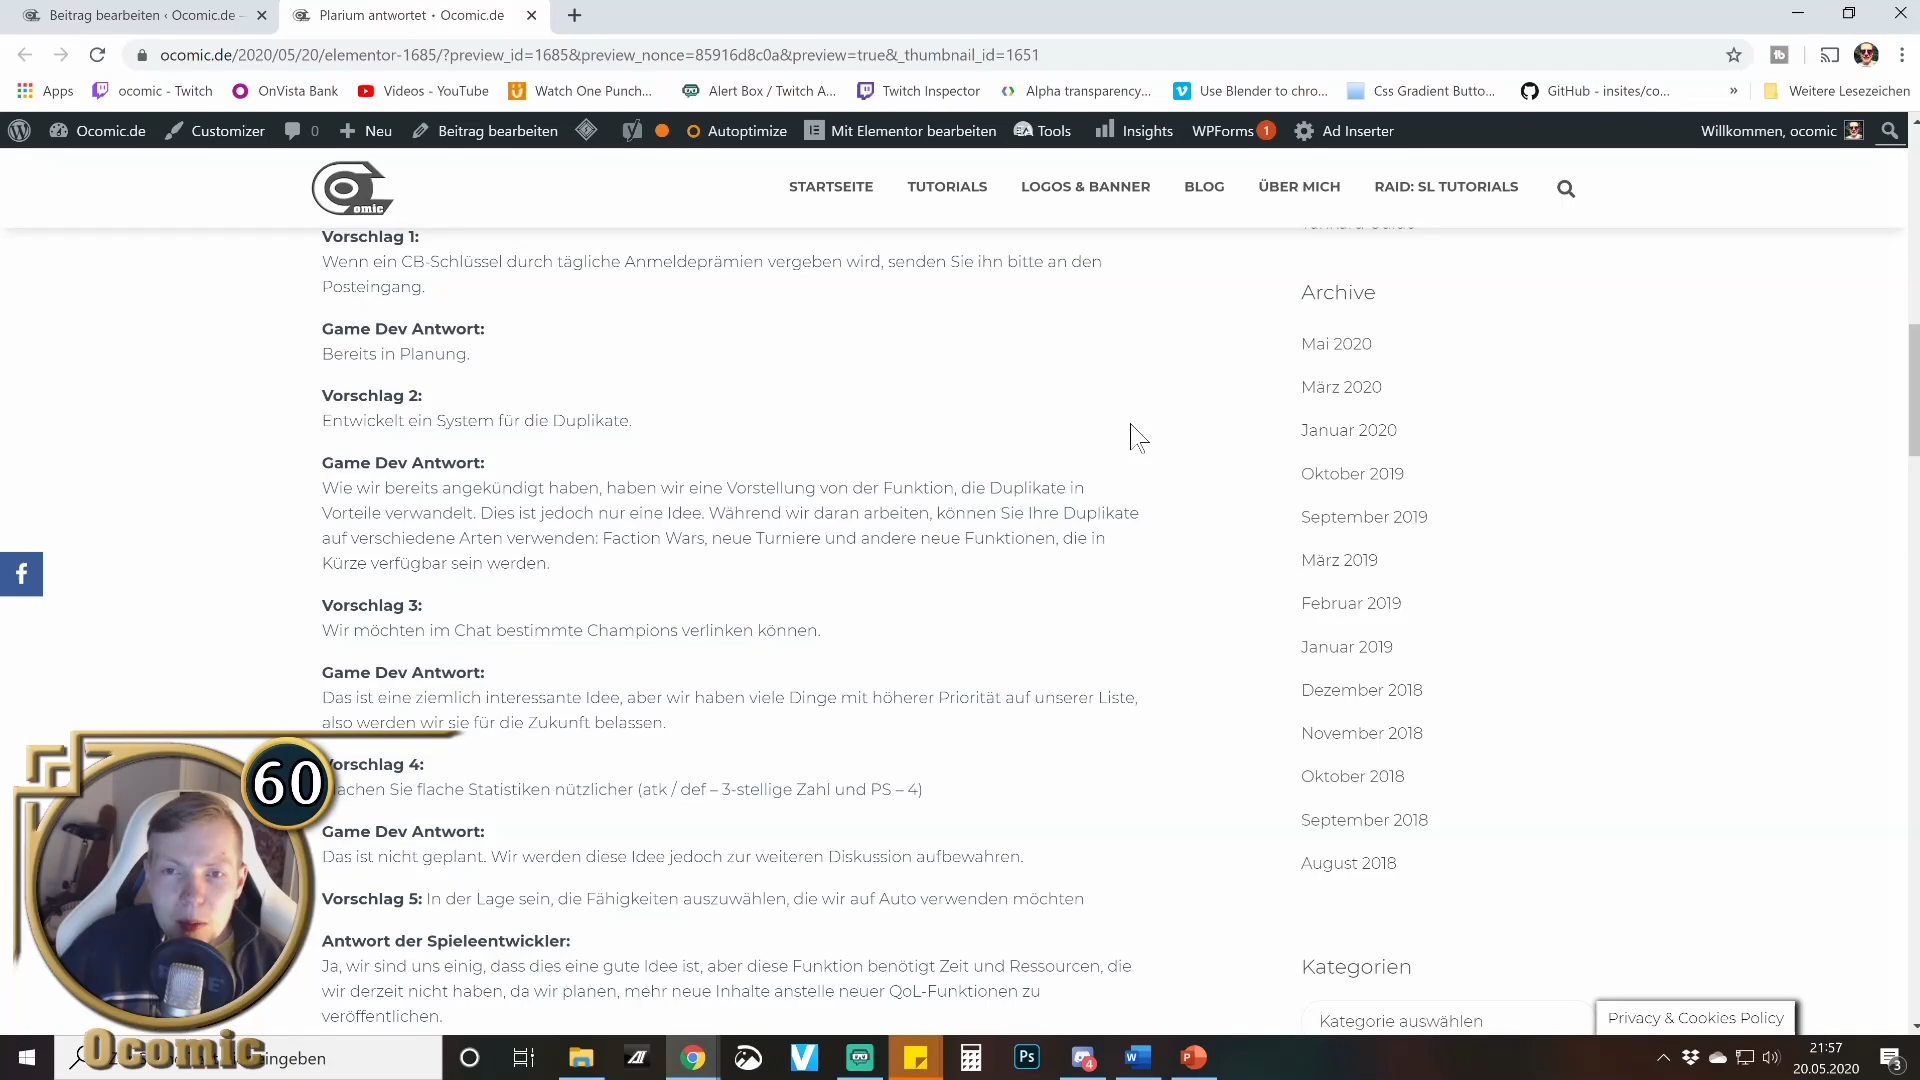 Beitrag bearbeiten ‹ Ocomic.de –
Plarium antwortet • Ocomic.de
ocomic.de/2020/05/20/elementor-1685/?preview_id=1685&preview_nonce=85916d8c0a&preview=true&_thumbnail_id=1651
Apps
ocomic - Twitch
OnVista Bank
Videos - YouTube
Watch One Punch...
Alert Box / Twitch A...
Twitch Inspector
Alpha transparency...
Use Blender to chro...
Css Gradient Butto...
GitHub - insites/co...
»
Weitere Lesezeichen
Ocomic.de
Customizer
0
Neu
Beitrag bearbeiten
Autoptimize
Mit Elementor bearbeiten
Tools
Insights
WPForms 1
Ad Inserter
Willkommen, ocomic
omic
STARTSEITE
TUTORIALS
LOGOS & BANNER
BLOG
ÜBER MICH
RAID: SL TUTORIALS
Vorschlag 1:
Wenn ein CB-Schlüssel durch tägliche Anmeldeprämien vergeben wird, senden Sie ihn bitte an den
Posteingang.
Game Dev Antwort:
Bereits in Planung.
Vorschlag 2:
Entwickelt ein System für die Duplikate.
Game Dev Antwort:
Wie wir bereits angekündigt haben, haben wir eine Vorstellung von der Funktion, die Duplikate in
Vorteile verwandelt. Dies ist jedoch nur eine Idee. Während wir daran arbeiten, können Sie Ihre Duplikate
auf verschiedene Arten verwenden: Faction Wars, neue Turniere und andere neue Funktionen, die in
Kürze verfügbar sein werden.
Vorschlag 3:
Wir möchten im Chat bestimmte Champions verlinken können.
Game Dev Antwort:
Das ist eine ziemlich interessante Idee, aber wir haben viele Dinge mit höherer Priorität auf unserer Liste,
also werden wir sie für die Zukunft belassen.
orschlag 4:
achen Sie flache Statistiken nützlicher (atk / def – 3-stellige Zahl und PS – 4)
Game Dev Antwort:
Das ist nicht geplant. Wir werden diese Idee jedoch zur weiteren Diskussion aufbewahren.
Vorschlag 5: In der Lage sein, die Fähigkeiten auszuwählen, die wir auf Auto verwenden möchten
Antwort der Spieleentwickler:
Ja, wir sind uns einig, dass dies eine gute Idee ist, aber diese Funktion benötigt Zeit und Ressourcen, die
wir derzeit nicht haben, da wir planen, mehr neue Inhalte anstelle neuer QoL-Funktionen zu
veröffentlichen.
Archive
Mai 2020
März 2020
Januar 2020
Oktober 2019
September 2019
März 2019
Februar 2019
Januar 2019
Dezember 2018
November 2018
Oktober 2018
September 2018
August 2018
Kategorien
Kategorie auswählen
Privacy & Cookies Policy
60
Ocomic
eingeben
4
21:57
20.05.2020
3